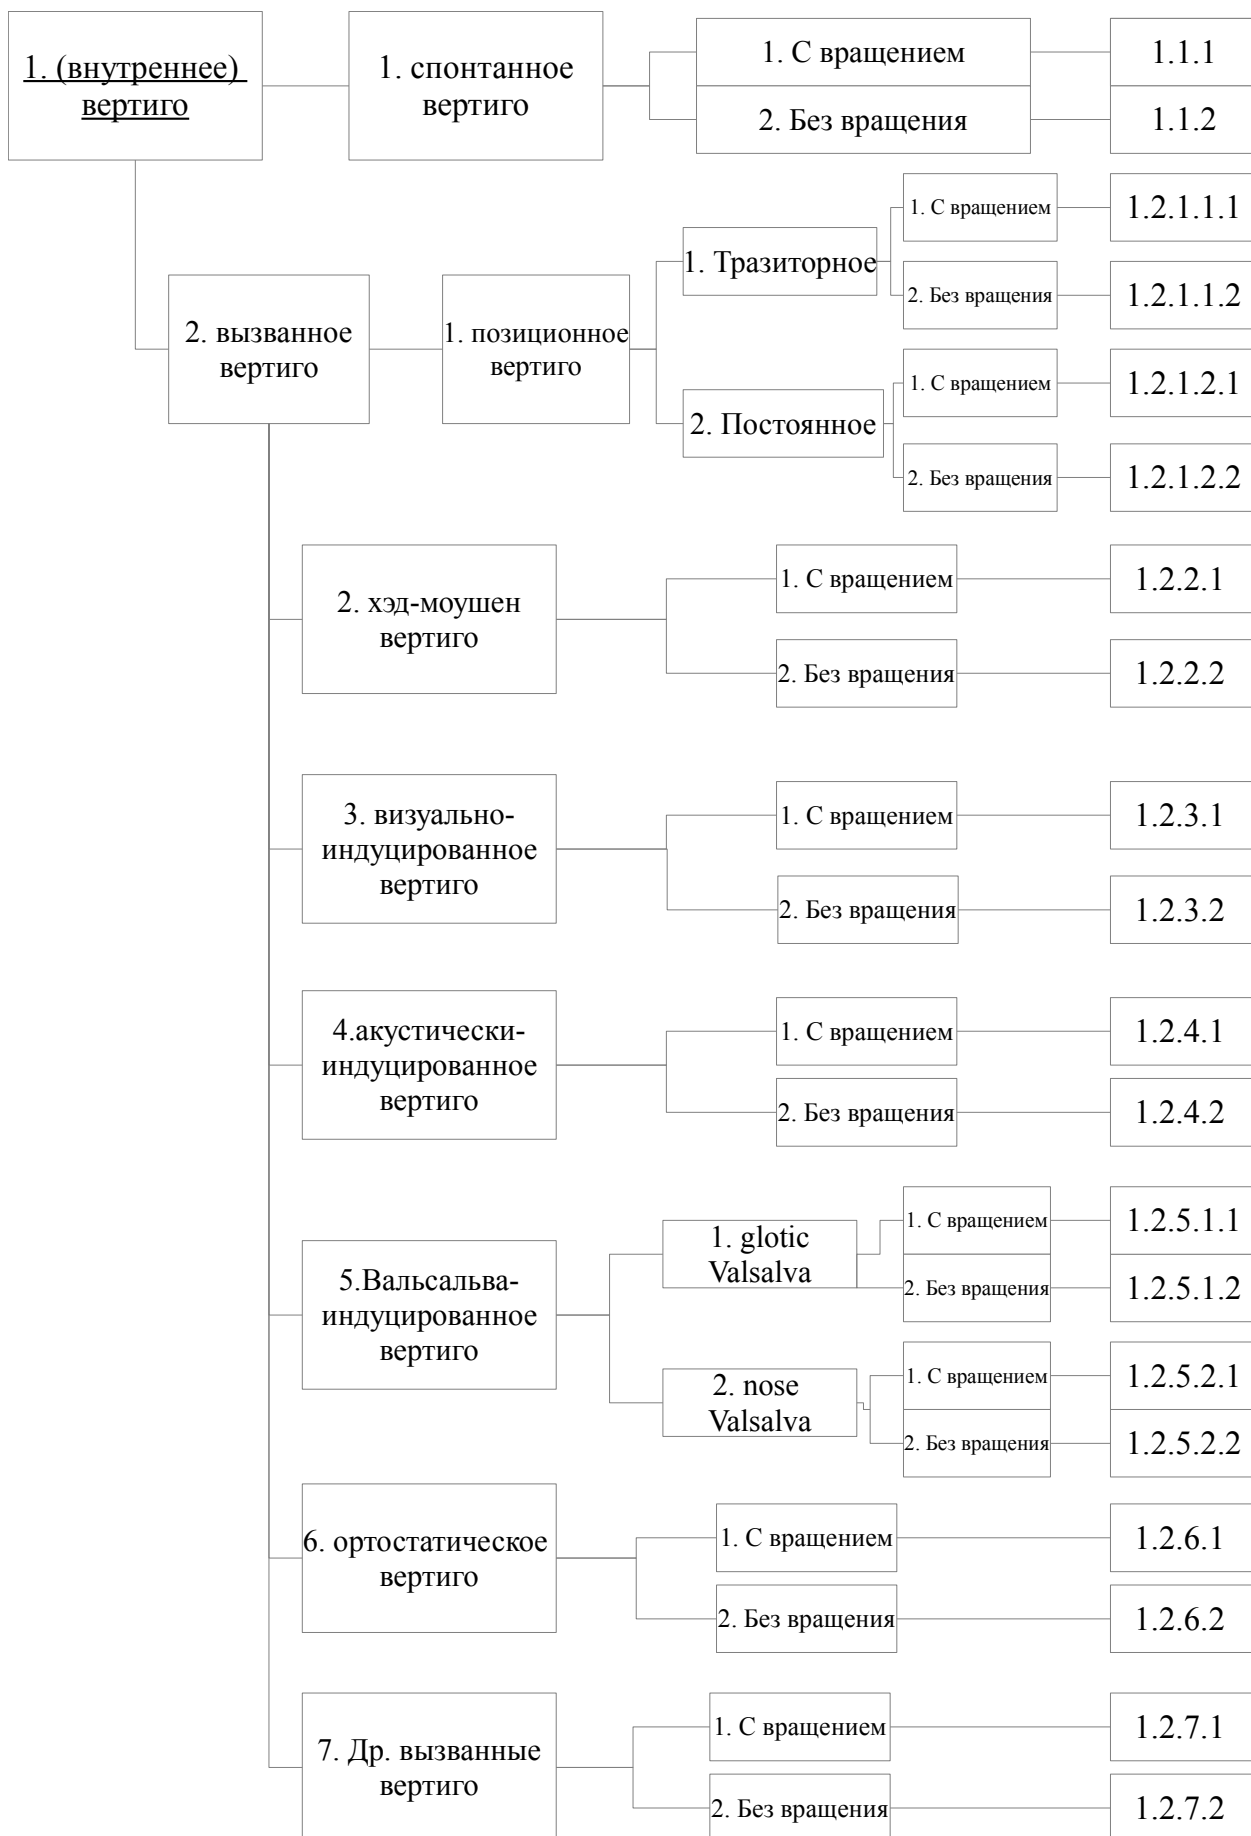 1. (внутреннее)
вертиго
1. спонтанное
вертиго
1. С вращением
1.1.1
2. Без вращения
1.1.2
2. вызванное
вертиго
1. позиционное
вертиго
1. Тразиторное
1. С вращением
1.2.1.1.1
2. Без вращения
1.2.1.1.2
2. Постоянное
1. С вращением
1.2.1.2.1
2. Без вращения
1.2.1.2.2
2. хэд-моушен
вертиго
1. С вращением
1.2.2.1
2. Без вращения
1.2.2.2
3. визуально-
индуцированное
вертиго
1. С вращением
1.2.3.1
2. Без вращения
1.2.3.2
4.акустически-
индуцированное
вертиго
1. С вращением
1.2.4.1
2. Без вращения
1.2.4.2
5.Вальсальва-
индуцированное
вертиго
1. glotic
Valsalva
1. С вращением
1.2.5.1.1
2. Без вращения
1.2.5.1.2
2. nose
Valsalva
1. С вращением
1.2.5.2.1
2. Без вращения
1.2.5.2.2
6. ортостатическое
вертиго
1. С вращением
1.2.6.1
2. Без вращения
1.2.6.2
7. Др. вызванные
вертиго
1. С вращением
1.2.7.1
2. Без вращения
1.2.7.2